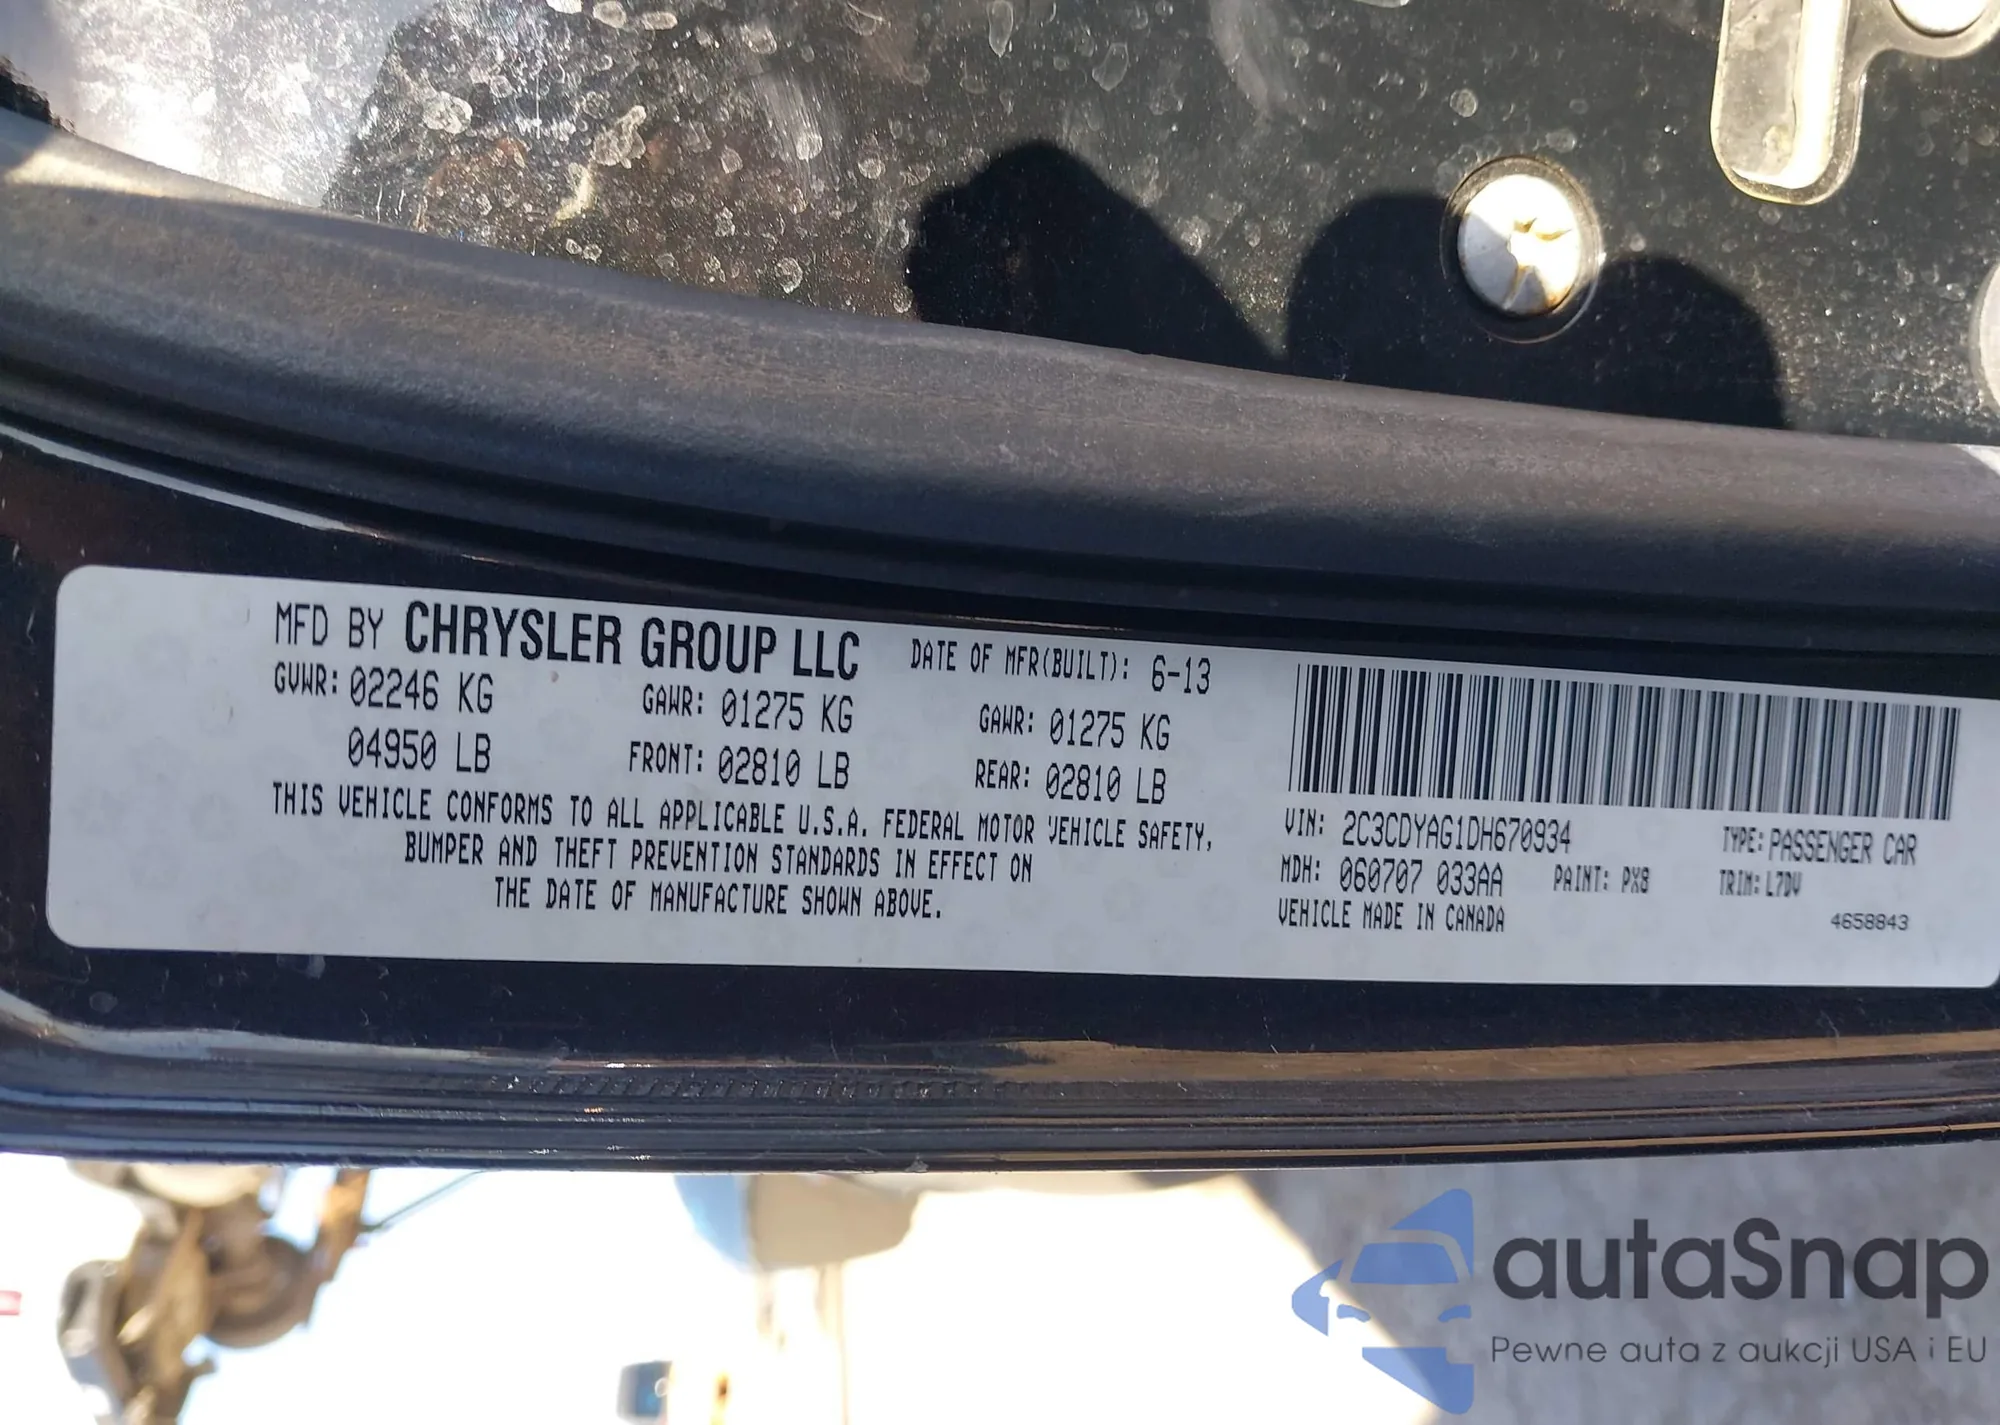 MFD BY CHRYSLER GROUP LLC DATE OF MFR(BUILT): 6-13
GVWR: 02246 KG GAWR: 01275 KG GAWR: 01275 KG
04950 LB FRONT: 02810 LB REAR: 02810 LB
THIS VEHICLE CONFORMS TO ALL APPLICABLE U.S.A. FEDERAL MOTOR VEHICLE SAFETY,
BUMPER AND THEFT PREVENTION STANDARDS IN EFFECT ON
THE DATE OF MANUFACTURE SHOWN ABOVE.
VIN: 2C3CDYAG1DH670934 TYPE: PASSENGER CAR
MDH: 060707 033AA PAINT: PX8 TRIM: L7DV
VEHICLE MADE IN CANADA 4658843
autaSnap
Pewne auta z aukcji USA i EU